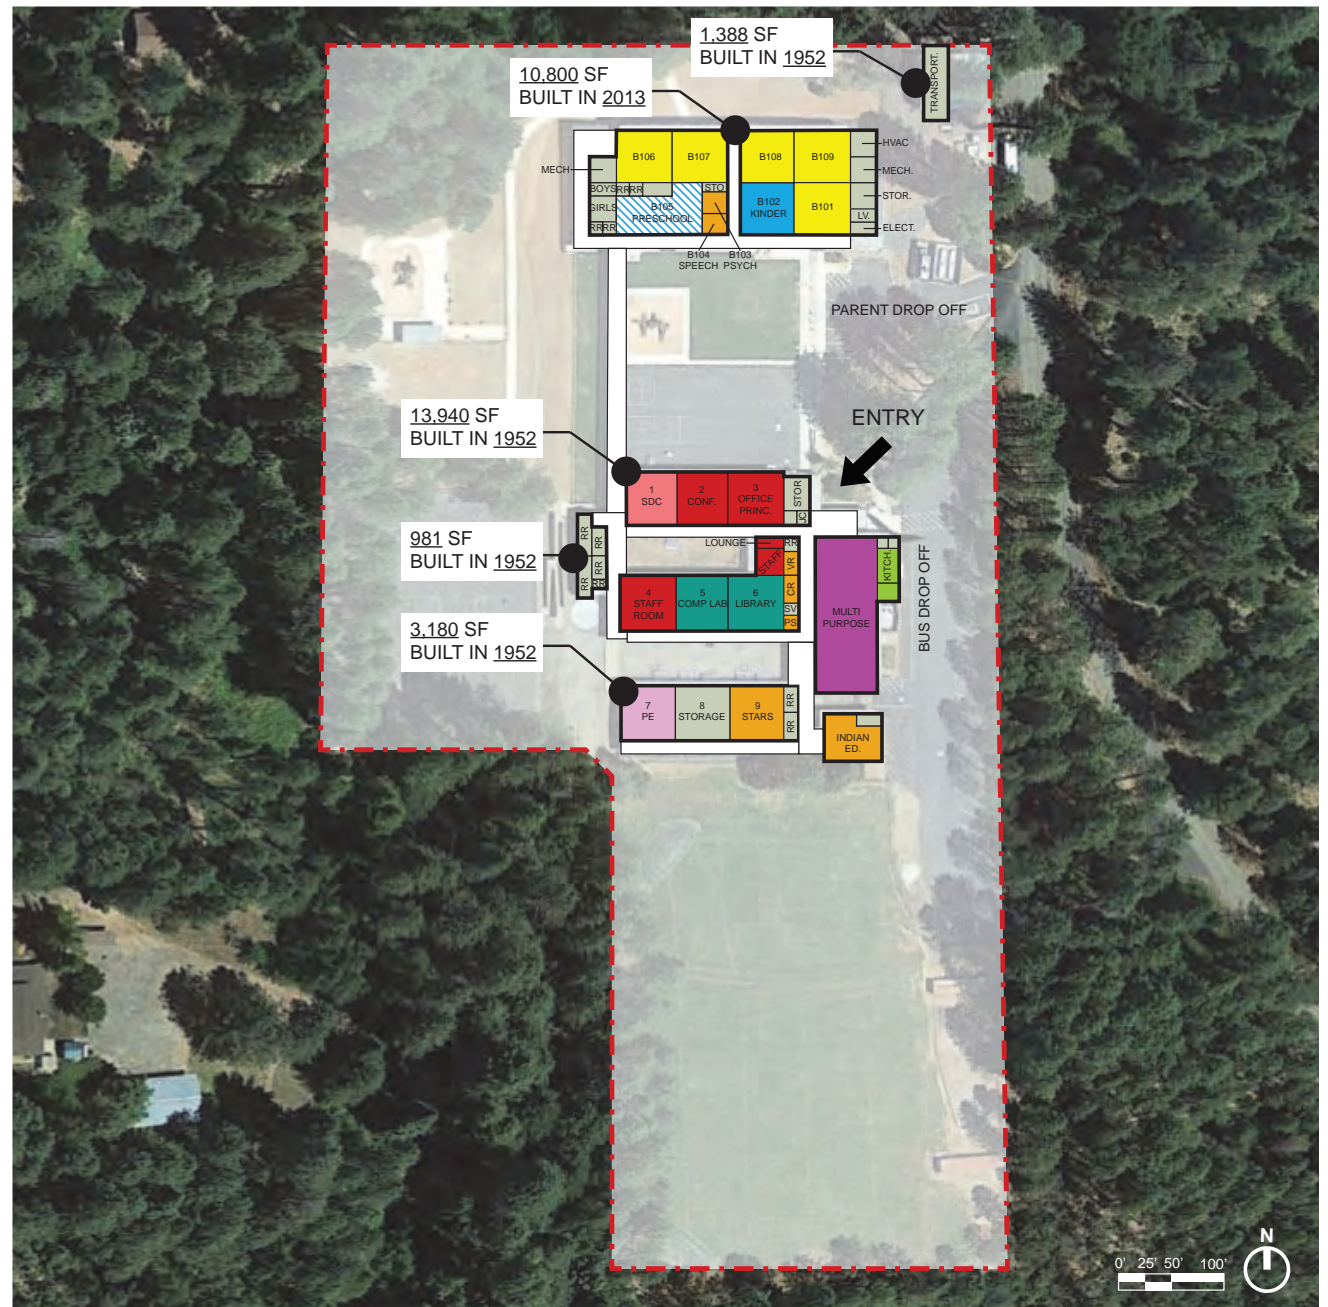 1,388 SF
BUILT IN 1952
10,800 SF
BUILT IN 2013
TRANSPORT.
HVAC
MECH.
STOR.
LV.
ELECT.
MECH
B106
B107
B108
B109
BOYS
RR
RR
STO
GIRLS
B105
PRESCHOOL
B102
KINDER
B101
RR
RR
B104
SPEECH
B103
PSYCH
PARENT DROP OFF
ENTRY
13,940 SF
BUILT IN 1952
1
SDC
2
CONF.
3
OFFICE
PRINC.
STOR
JC
981 SF
BUILT IN 1952
RR
RR
RR
RR
RR
LOUNGE
STAFF
RR
VR
CR
SV
PS
4
STAFF
ROOM
5
COMP LAB
6
LIBRARY
MULTI
PURPOSE
KITCH.
BUS DROP OFF
3,180 SF
BUILT IN 1952
7
PE
8
STORAGE
9
STARS
RR
RR
INDIAN
ED.
N
0' 25' 50' 100'